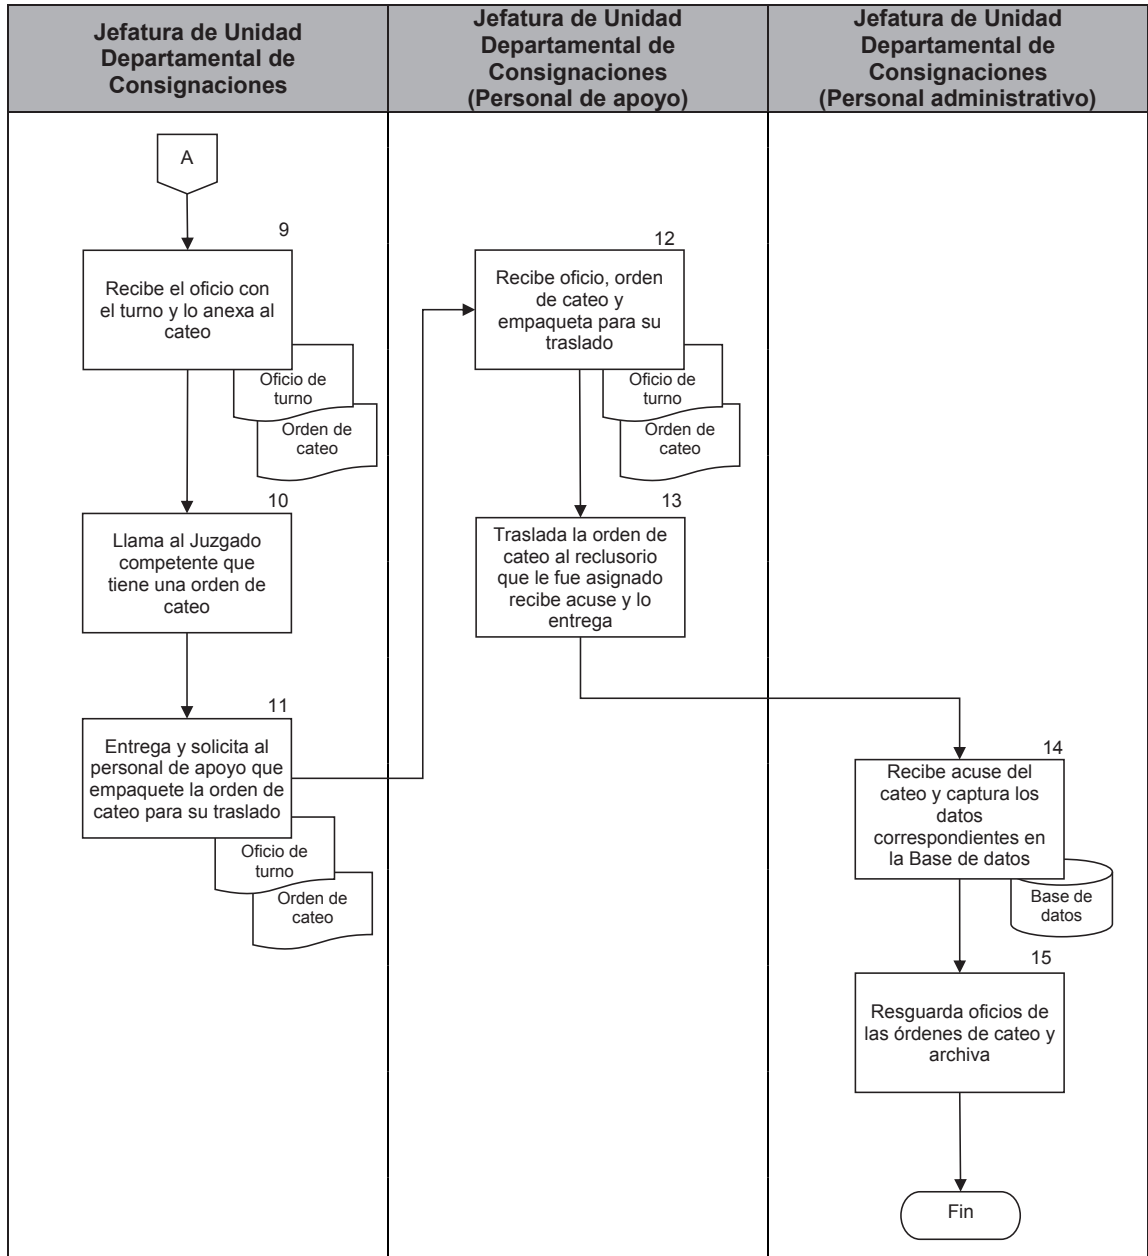 Jefatura de Unidad
Departamental de
Consignaciones
Jefatura de Unidad
Departamental de
Consignaciones
(Personal de apoyo)
Jefatura de Unidad
Departamental de
Consignaciones
(Personal administrativo)
A
9
Recibe el oficio con
el turno y lo anexa al
cateo
Oficio de
turno
Orden de
cateo
10
Llama al Juzgado
competente que
tiene una orden de
cateo
11
Entrega y solicita al
personal de apoyo que
empaquete la orden de
cateo para su traslado
Oficio de
turno
Orden de
cateo
12
Recibe oficio, orden
de cateo y
empaqueta para su
traslado
Oficio de
turno
Orden de
cateo
13
Traslada la orden de
cateo al reclusorio
que le fue asignado
recibe acuse y lo
entrega
14
Recibe acuse del
cateo y captura los
datos
correspondientes en
la Base de datos
Base de
datos
15
Resguarda oficios de
las órdenes de cateo y
archiva
Fin